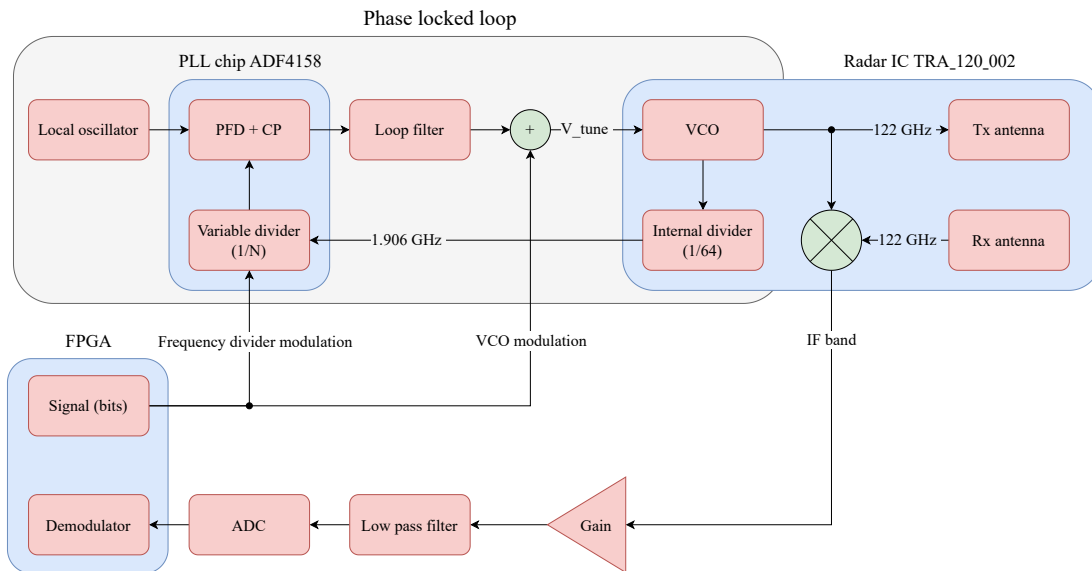 Phase locked loop
PLL chip ADF4158
Radar IC TRA_120_002
Local oscillator
PFD + CP
Loop filter
+
V_tune
VCO
122 GHz
Tx antenna
Variable divider
(1/N)
1.906 GHz
Internal divider
(1/64)
122 GHz
Rx antenna
FPGA
Frequency divider modulation
VCO modulation
IF band
Signal (bits)
Demodulator
ADC
Low pass filter
Gain